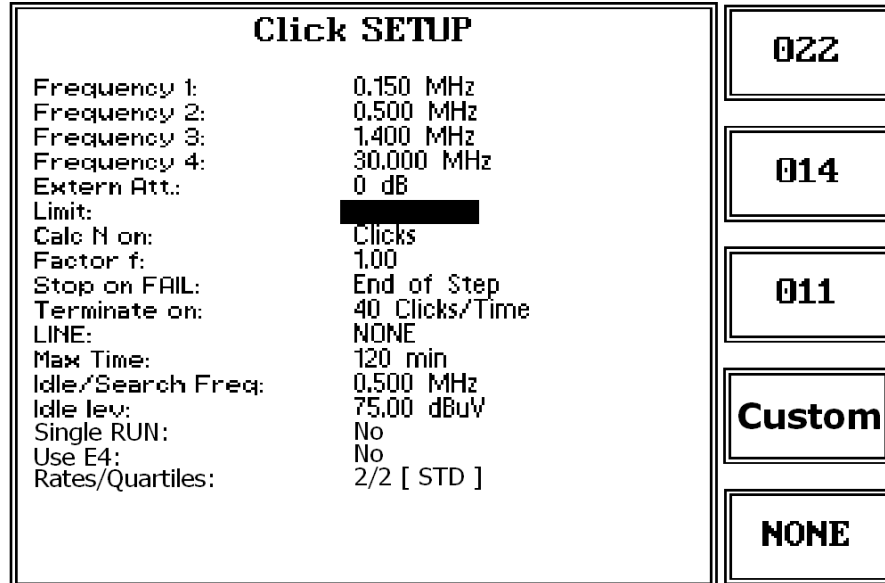 Click SETUP
Frequency 1: 0.150 MHz
Frequency 2: 0.500 MHz
Frequency 3: 1.400 MHz
Frequency 4: 30.000 MHz
Extern Att.: 0 dB
Limit:
Calc N on: Clicks
Factor f: 1.00
Stop on FAIL: End of Step
Terminate on: 40 Clicks/Time
LINE: NONE
Max Time: 120 min
Idle/Search Freq: 0.500 MHz
Idle lev: 75.00 dBuV
Single RUN: No
Use E4: No
Rates/Quartiles: 2/2 [ STD ]
022
014
011
Custom
NONE